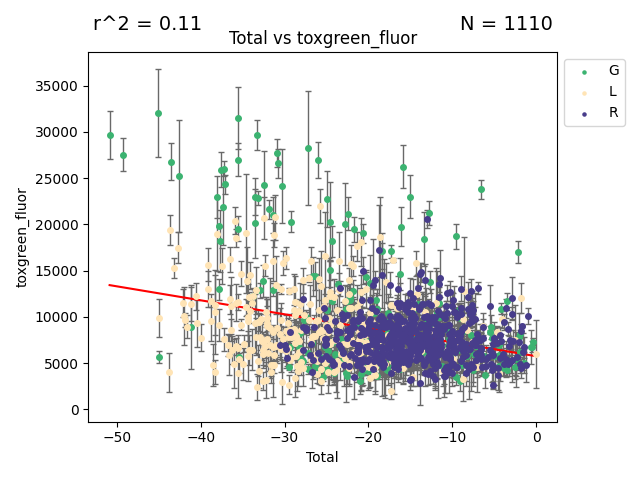 r^2 = 0.11 N = 1110
Total vs toxgreen_fluor
G
L
R
35000
30000
25000
20000
15000
10000
5000
0
toxgreen_fluor
−50 −40 −30 −20 −10 0
Total